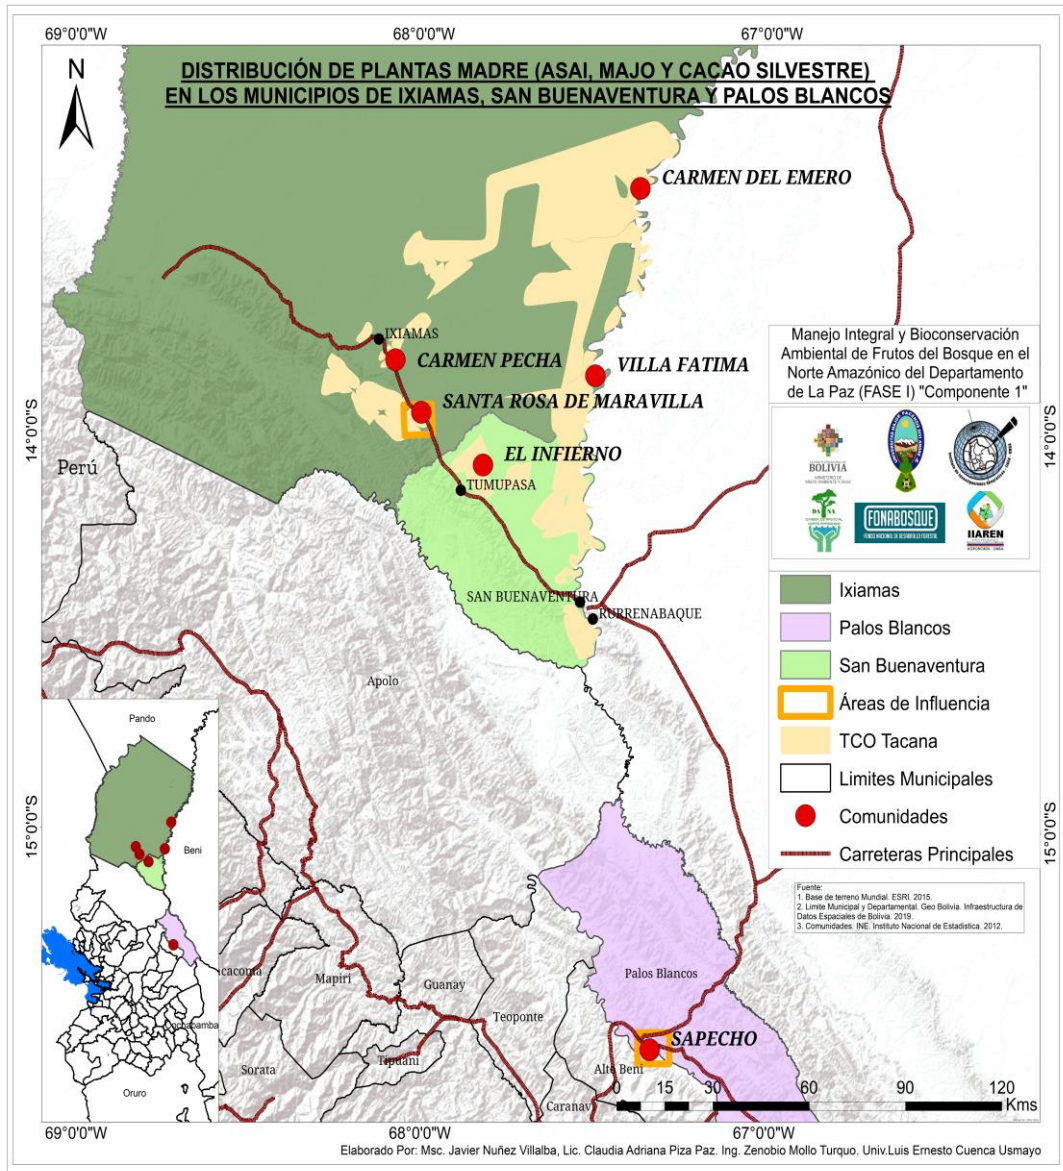 69°0'0"W
68°0'0"W
67°0'0"W
N
DISTRIBUCIÓN DE PLANTAS MADRE (ASAI, MAJO Y CACAO SILVESTRE)
EN LOS MUNICIPIOS DE IXIAMAS, SAN BUENAVENTURA Y PALOS BLANCOS
CARMEN DEL EMERO
IXIAMAS
CARMEN PECHA
VILLA FATIMA
SANTA ROSA DE MARAVILLA
EL INFIERNO
TUMUPASA
14°0'0"S
14°0'0"S
Perú
SAN BUENAVENTURA
RURRENABAQUE
Apolo
Manejo Integral y Bioconservación
Ambiental de Frutos del Bosque en el
Norte Amazónico del Departamento
de La Paz (FASE I) "Componente 1"
BOLIVIA
FONABOSQUE
FONDO NACIONAL DE DESARROLLO FORESTAL
IIAREN
Ixiamas
Palos Blancos
San Buenaventura
Áreas de Influencia
TCO Tacana
Limites Municipales
Comunidades
Carreteras Principales
Fuente:
1. Base de terreno Mundial. ESRI. 2015.
2. Limite Municipal y Departamental. Geo Bolivia. Infraestructura de
Datos Espaciales de Bolivia. 2019.
3. Comunidades. INE. Instituto Nacional de Estadistica. 2012.
15°0'0"S
15°0'0"S
Pando
Beni
Oruro
Mapiri
Guanay
Teoponte
Tipuani
Sorata
Caranavi
Alto Beni
Palos Blancos
SAPECHO
0 15 30 60 90 120
Kms
69°0'0"W
68°0'0"W
67°0'0"W
Elaborado Por: Msc. Javier Nuñez Villalba, Lic. Claudia Adriana Piza Paz. Ing. Zenobio Mollo Turquo. Univ.Luis Ernesto Cuenca Usmayo